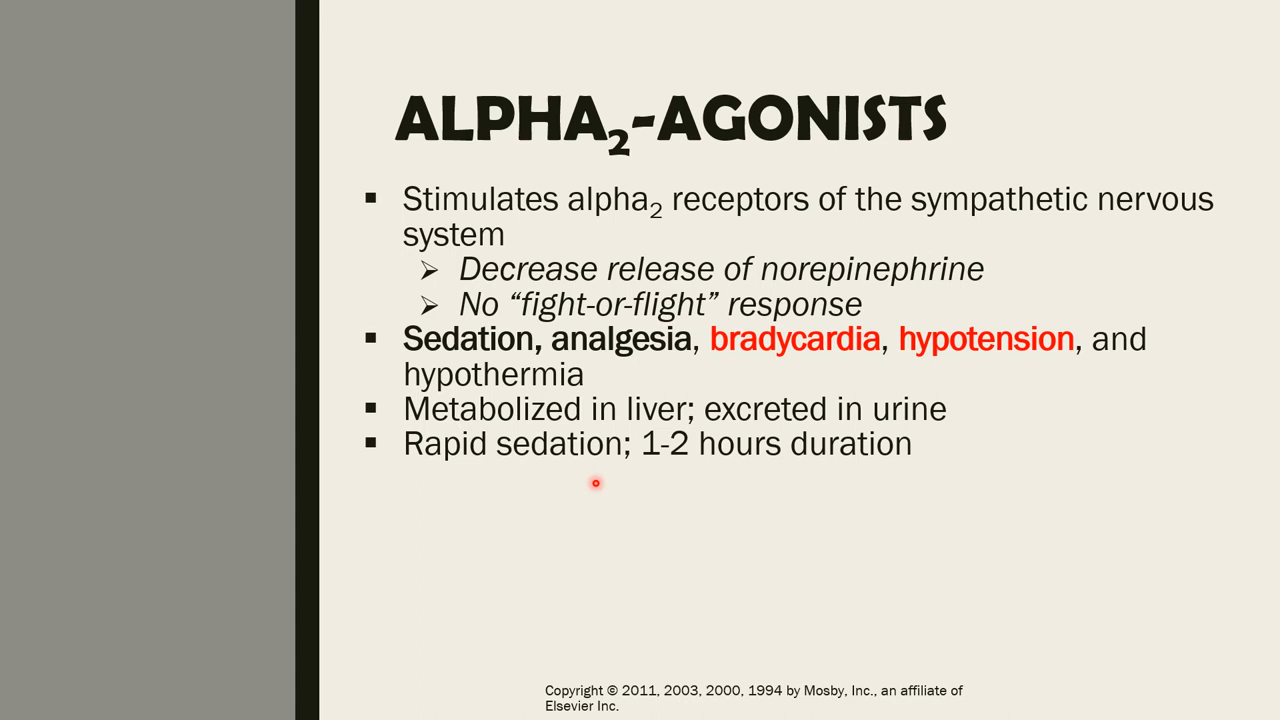 ALPHA₂-AGONISTS
▪ Stimulates alpha₂ receptors of the sympathetic nervous
system
➢ Decrease release of norepinephrine
➢ No “fight-or-flight” response
▪ Sedation, analgesia, bradycardia, hypotension, and
hypothermia
▪ Metabolized in liver; excreted in urine
▪ Rapid sedation; 1-2 hours duration
Copyright © 2011, 2003, 2000, 1994 by Mosby, Inc., an affiliate of
Elsevier Inc.